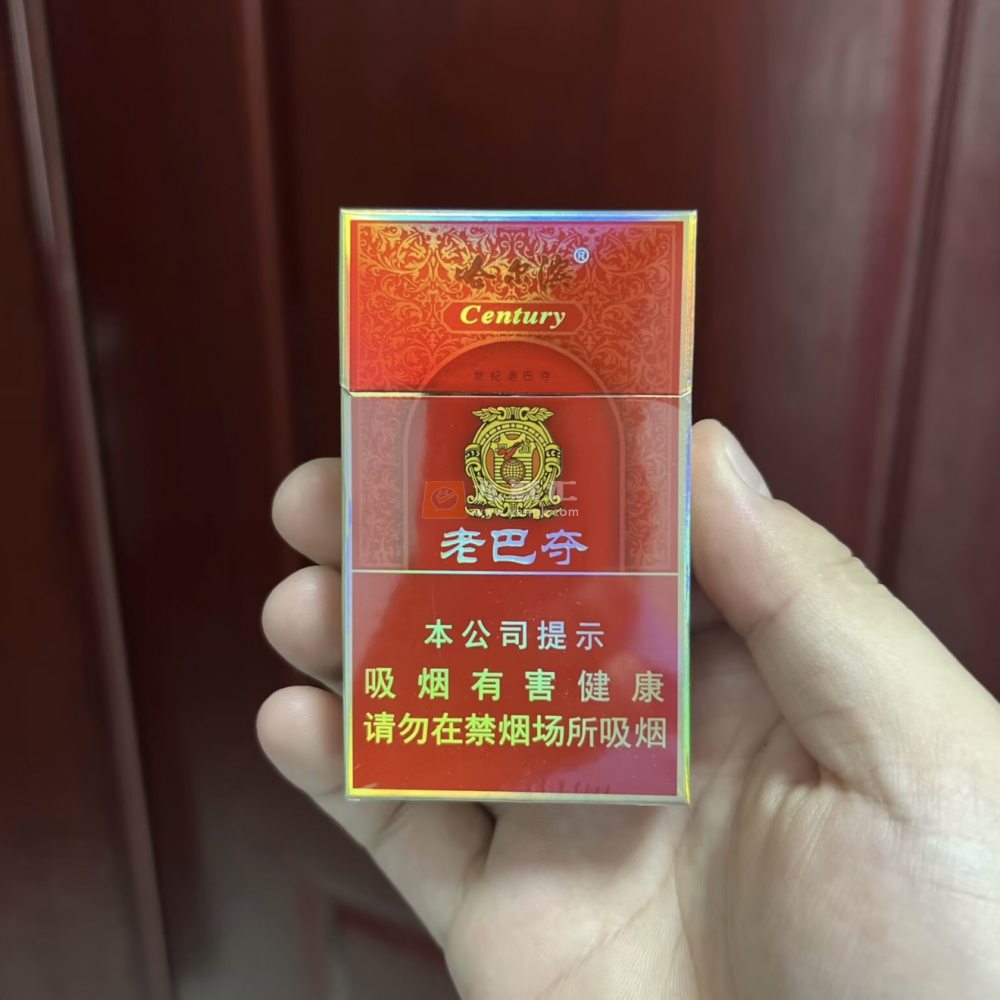 哈尔滨®
Century
世纪老巴夺
老巴夺
本公司提示
吸烟有害健康
请勿在禁烟场所吸烟